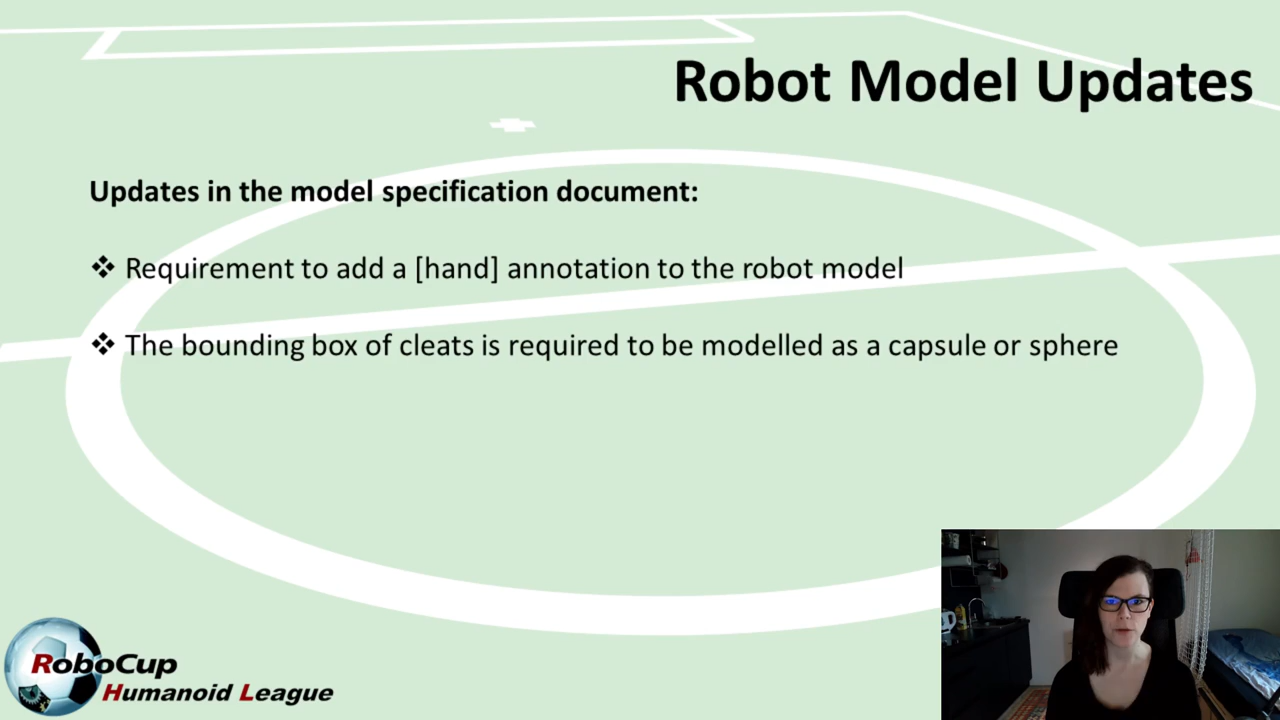 Robot Model Updates
Updates in the model specification document:
❖ Requirement to add a [hand] annotation to the robot model
❖ The bounding box of cleats is required to be modelled as a capsule or sphere
RoboCup
Humanoid League